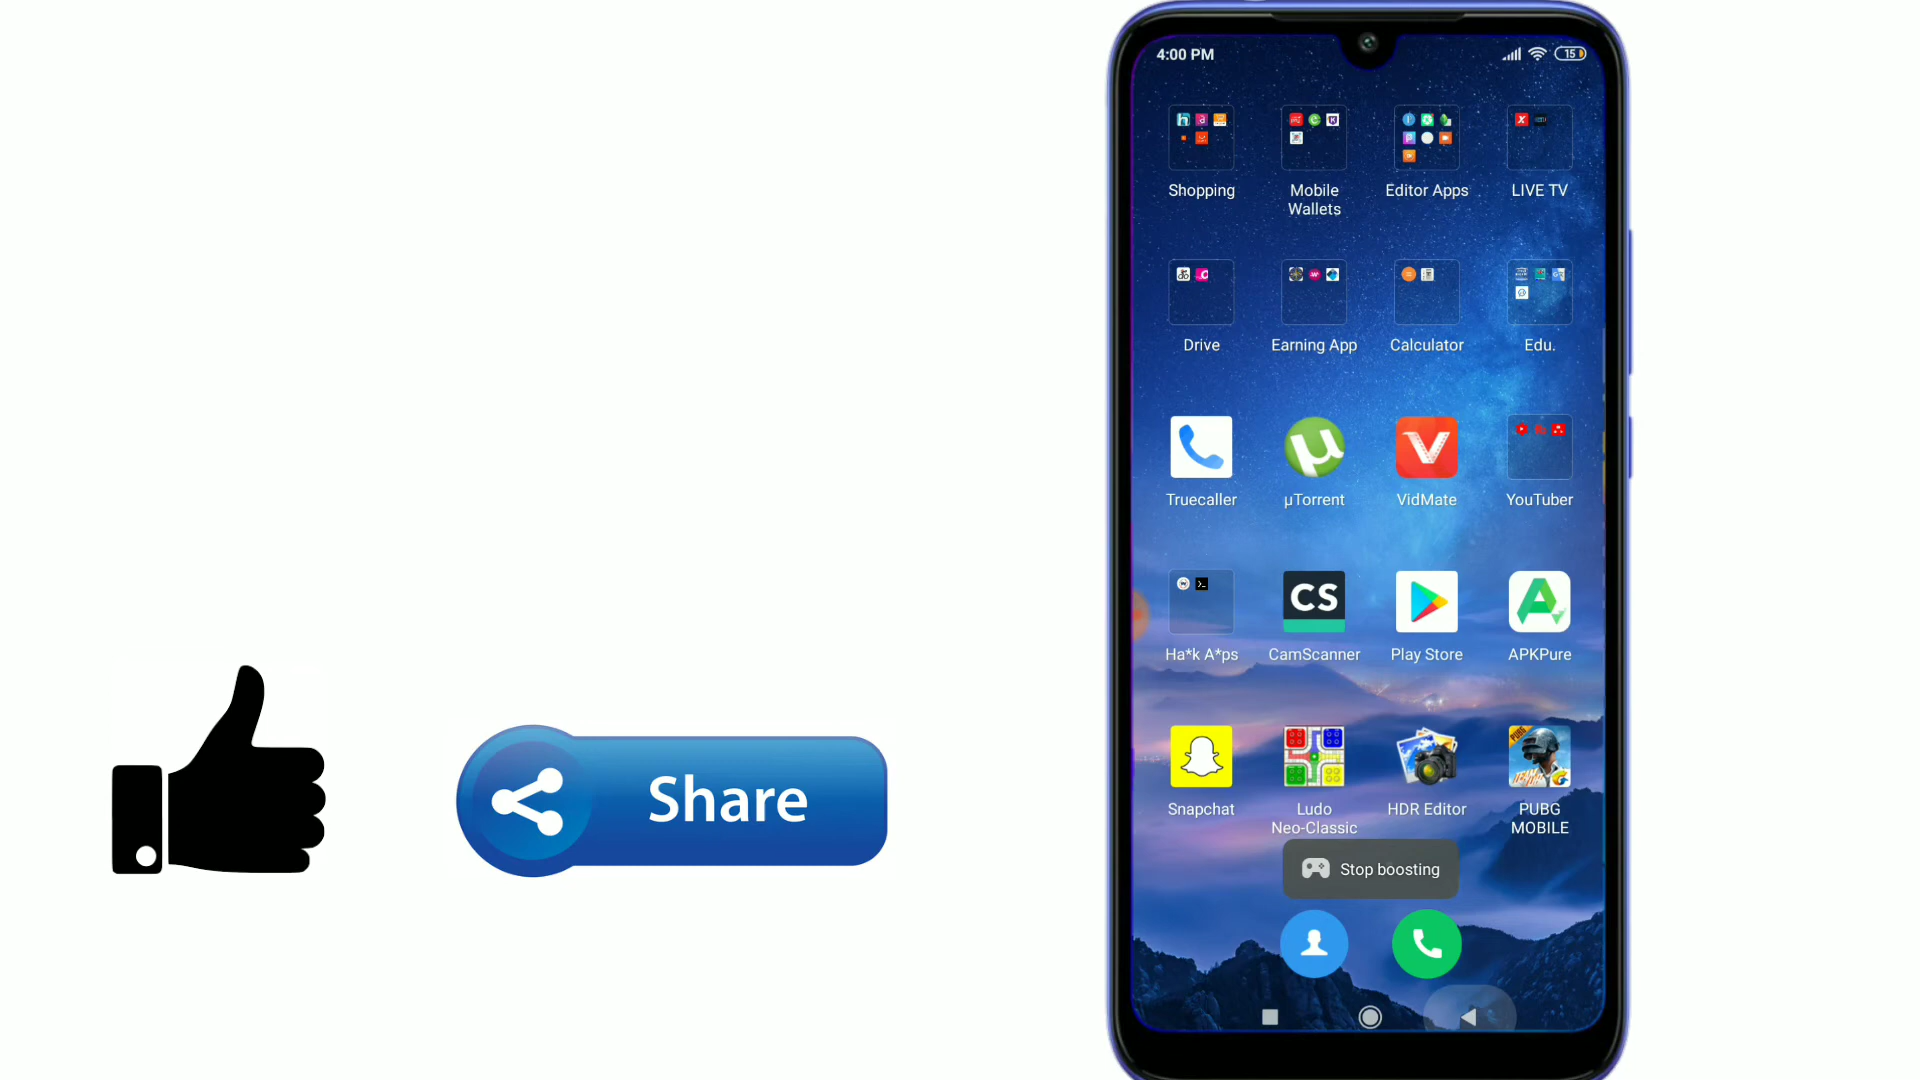 4:00 PM
15
Shopping
Mobile
Wallets
Editor Apps
LIVE TV
Drive
Earning App
Calculator
Edu.
Truecaller
µTorrent
VidMate
YouTuber
CS
Ha*k A*ps
CamScanner
Play Store
APKPure
PUBG
Snapchat
Ludo
Neo-Classic
HDR Editor
PUBG
MOBILE
Stop boosting
Share